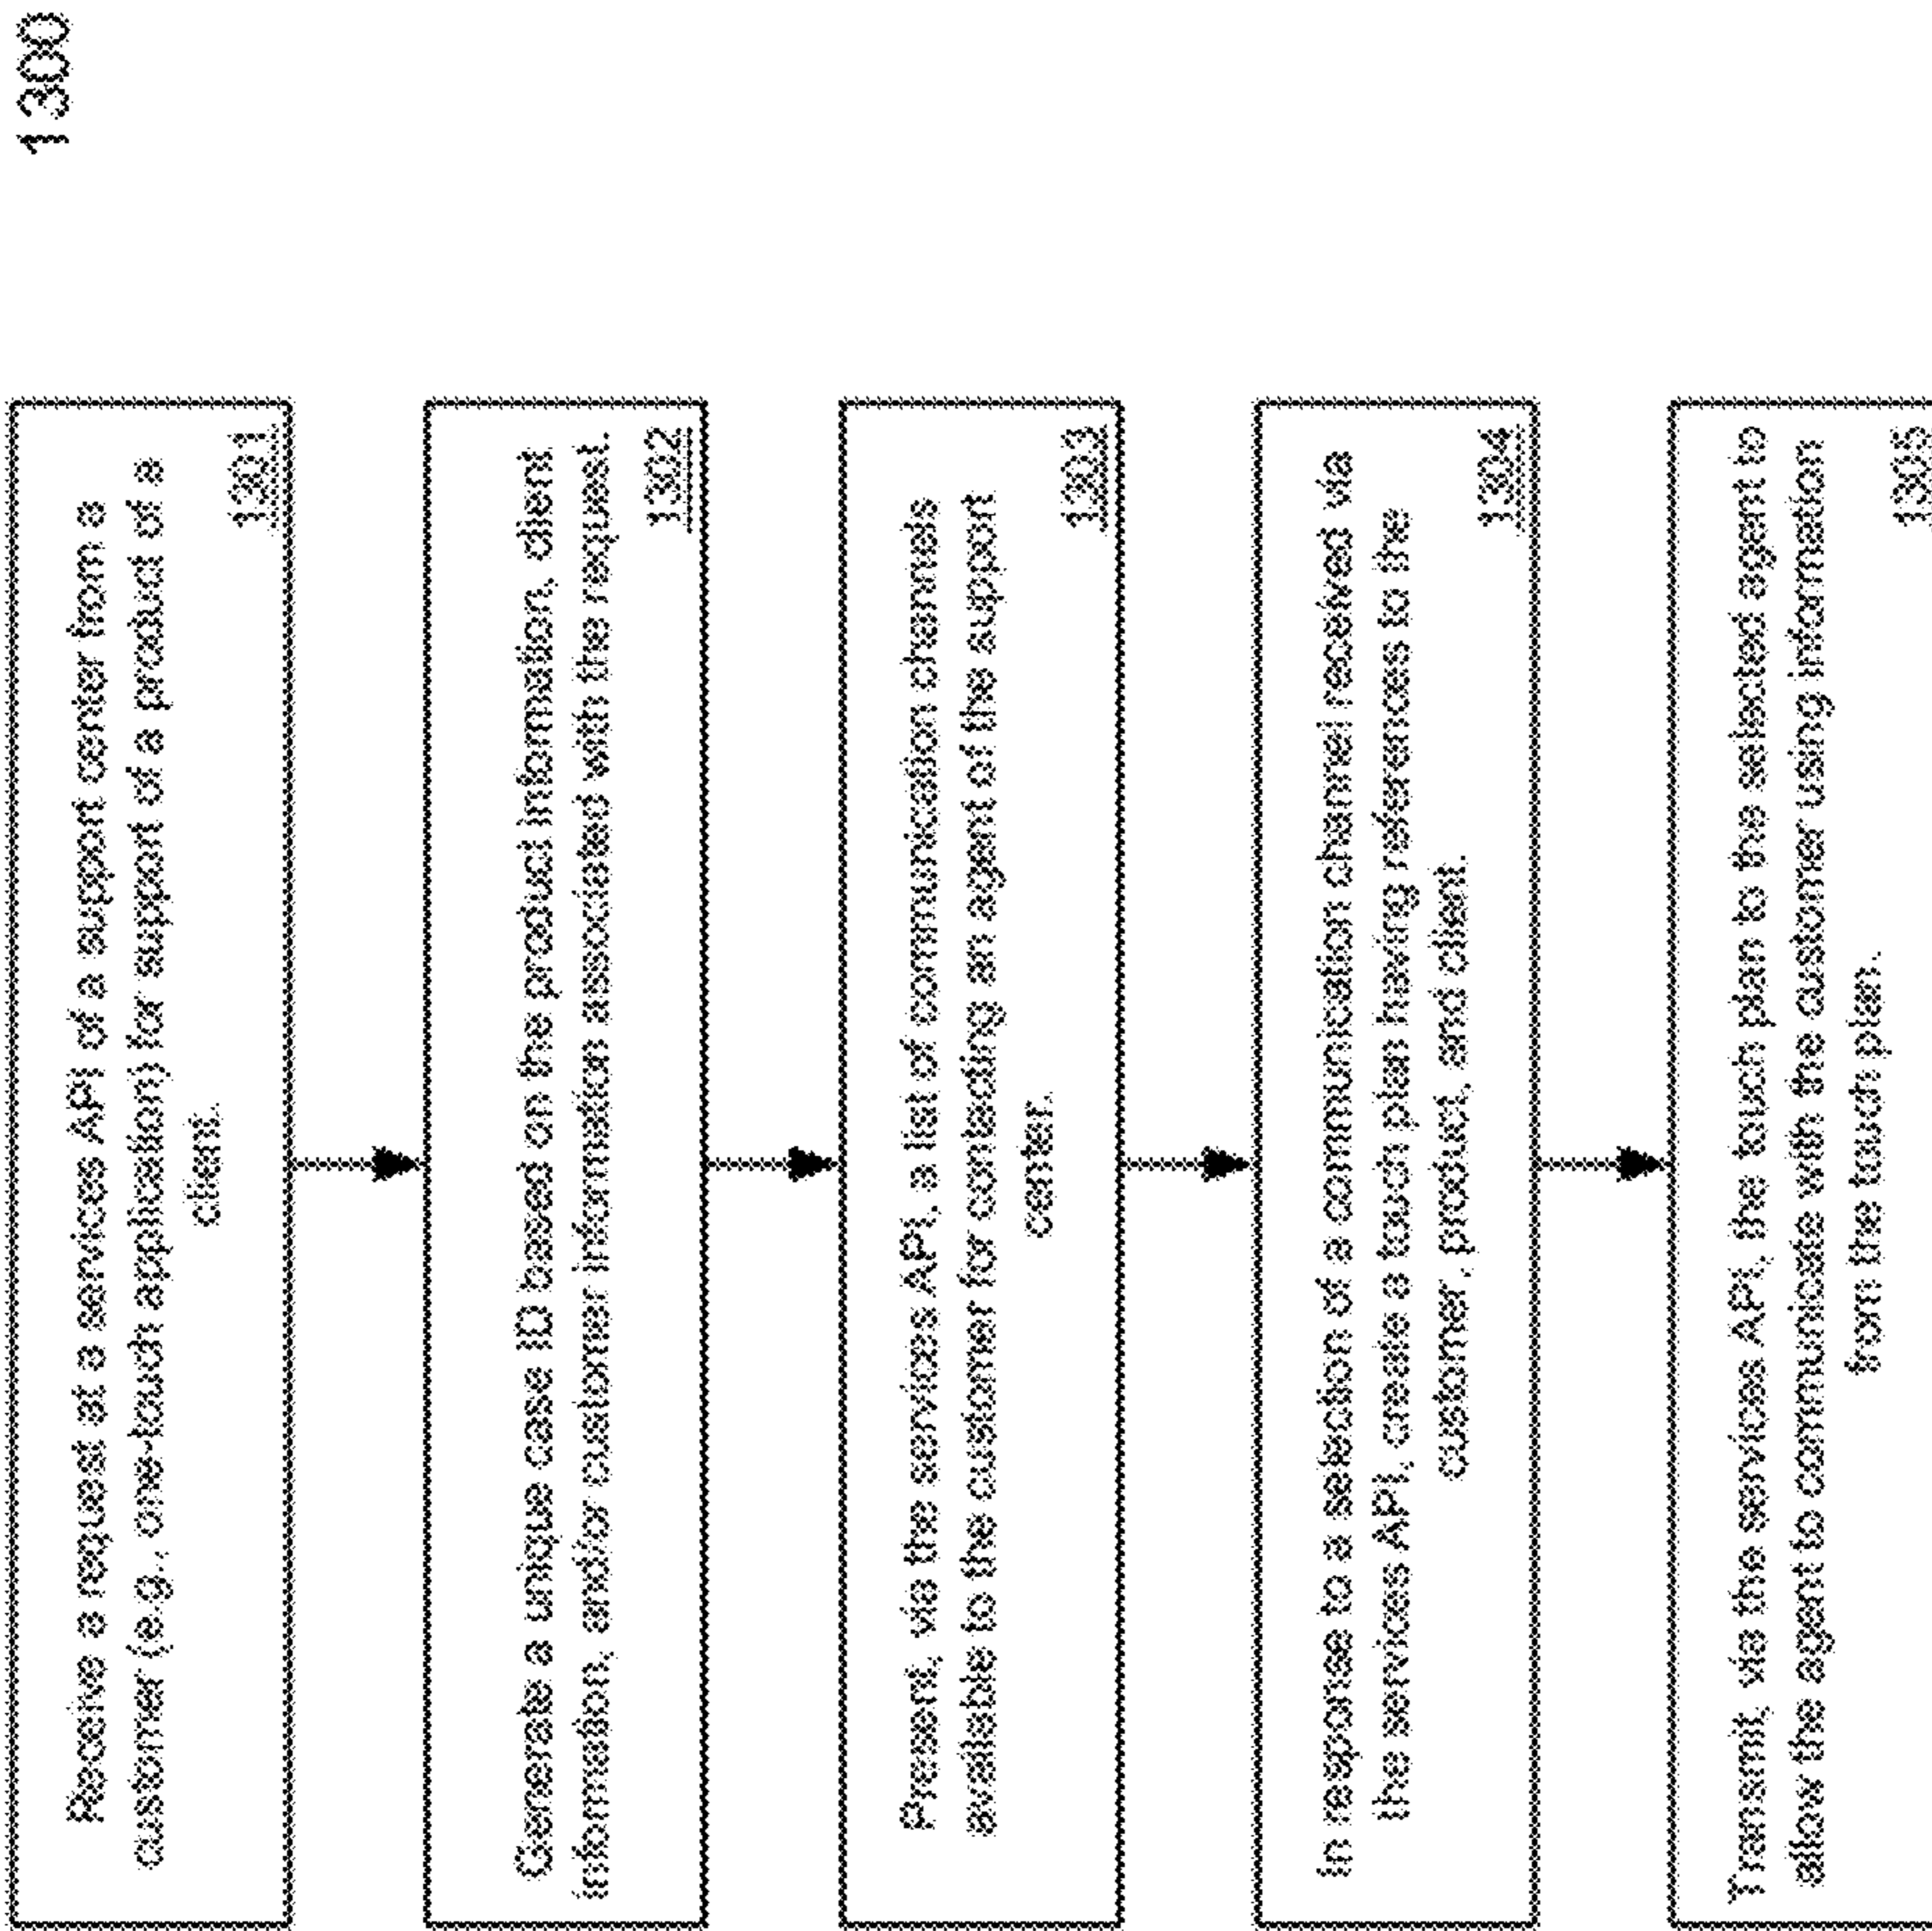 1300
Receive a request at a services API of a support center from a
customer (e.g., one-touch application) for support of a product of a
client.
1301
Generate a unique case ID based on the product information, client
information, and/or customer information associated with the request.
1302
Present, via the services API, a list of communication channels
available to the customer for contacting an agent of the support
center.
1303
In response to a selection of a communication channel received via
the services API, create a touch plan having references to the
customer, product, and client.
1304
Transmit, via the services API, the touch plan to the selected agent to
allow the agent to communicate with the customer using information
from the touch plan.
1305